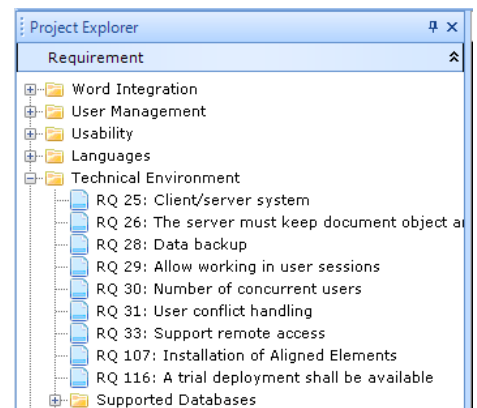 Project Explorer
Requirement
Word Integration
User Management
Usability
Languages
Technical Environment
RQ 25: Client/server system
RQ 26: The server must keep document object
RQ 28: Data backup
RQ 29: Allow working in user sessions
RQ 30: Number of concurrent users
RQ 31: User conflict handling
RQ 33: Support remote access
RQ 107: Installation of Aligned Elements
RQ 116: A trial deployment shall be available
Supported Databases